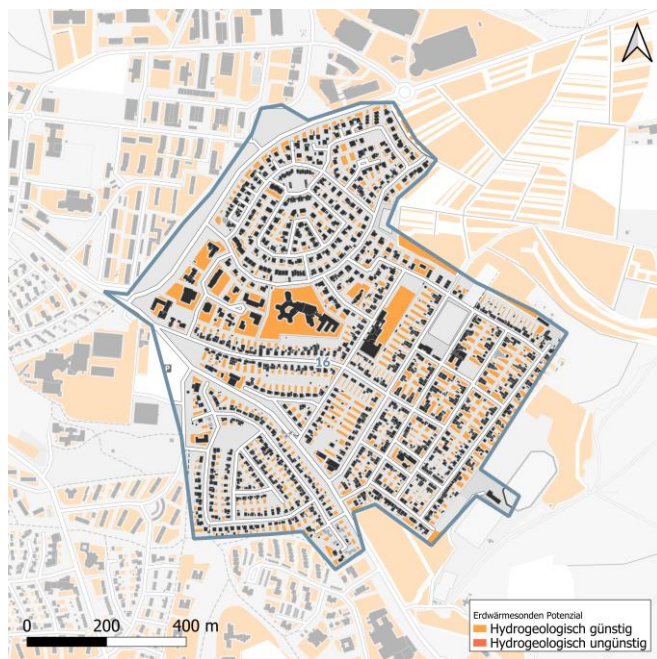 16
P
0 200 400 m
Erdwärmesonden Potenzial
Hydrogeologisch günstig
Hydrogeologisch ungünstig